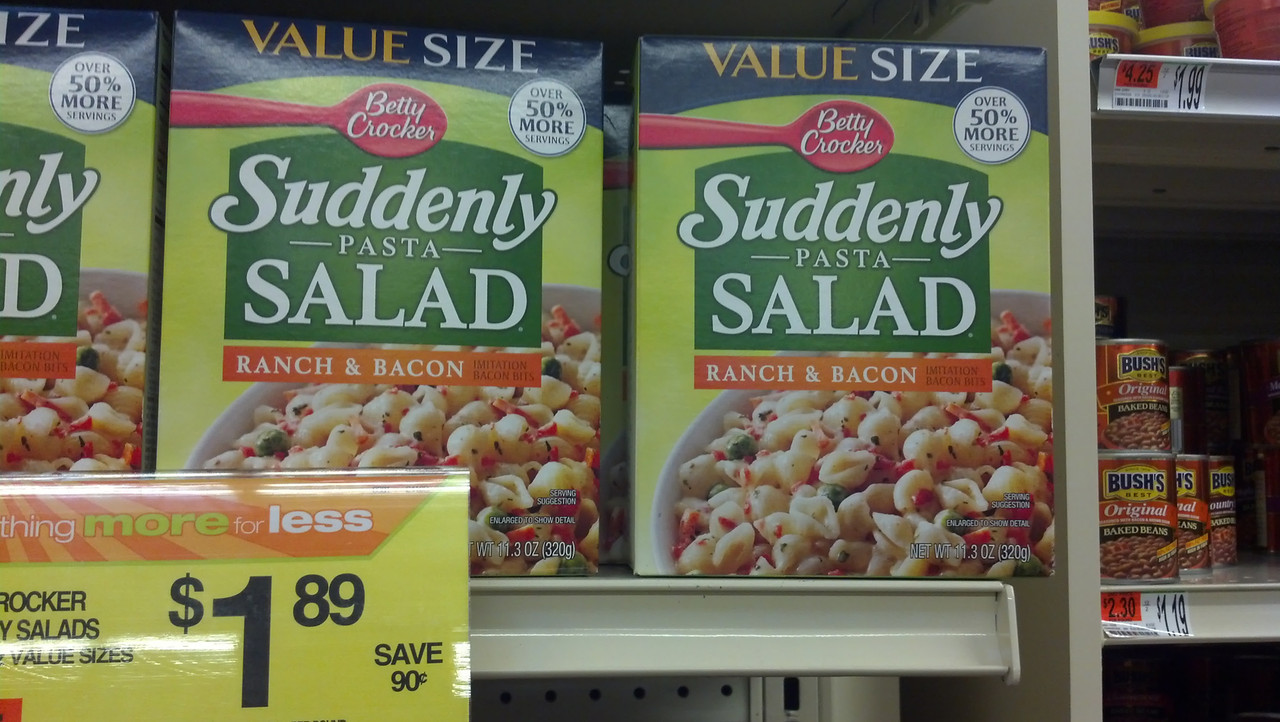 IZE
OVER
50%
MORE
SERVINGS
nly
D
IMITATION
BACON BITS
VALUE SIZE
OVER
50%
MORE
SERVINGS
Betty
Crocker
Suddenly
PASTA
SALAD
RANCH & BACON IMITATION
BACON BITS
SERVING
SUGGESTION
ENLARGED TO SHOW DETAIL
T WT 11.3 OZ (320g)
VALUE SIZE
OVER
50%
MORE
SERVINGS
Betty
Crocker
Suddenly
PASTA
SALAD
RANCH & BACON IMITATION
BACON BITS
SERVING
SUGGESTION
ENLARGED TO SHOW DETAIL
NET WT 11.3 OZ (320g)
thing more for less
ROCKER
Y SALADS
VALUE SIZES
$1 89
SAVE
90¢
BUSH'S
$4.25 $1.99
BUSH'S
BEST
Original
BAKED BEANS
BUSH'S
BEST
Original
BAKED BEANS
$2.30 $1.19